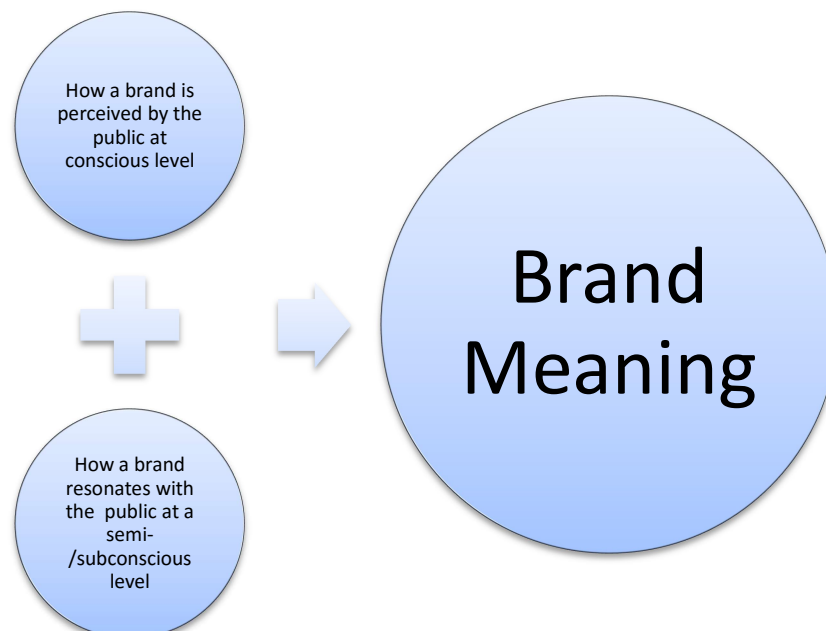 How a brand is
perceived by the
public at
conscious level
How a brand
resonates with
the public at a
semi-
/subconscious
level
Brand
Meaning